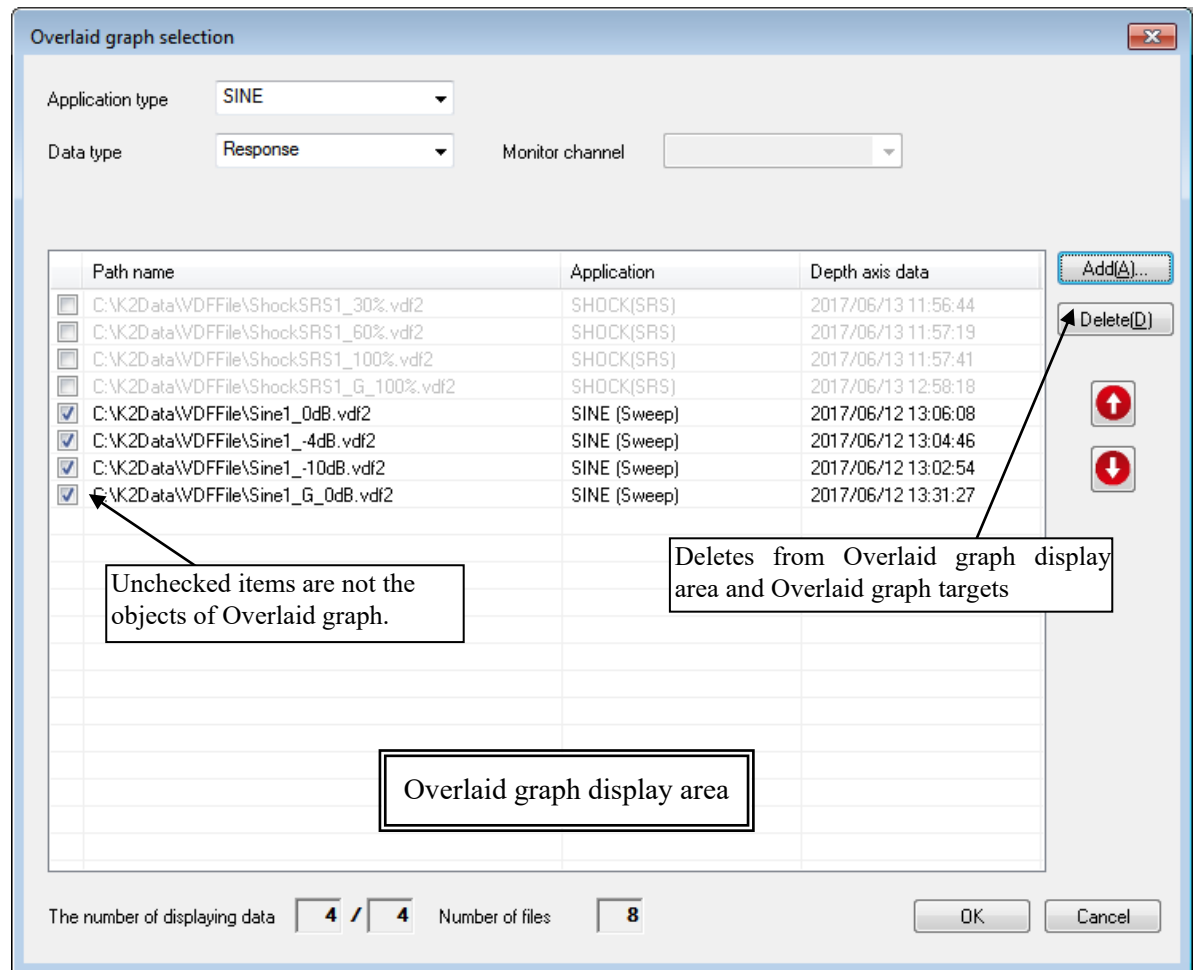 Overlaid graph selection
Application type SINE
Data type Response Monitor channel
Path name Application Depth axis data Add(A)...
C:\K2Data\VDFFile\ShockSRS1_30%.vdf2 SHOCK(SRS) 2017/06/13 11:56:44
C:\K2Data\VDFFile\ShockSRS1_60%.vdf2 SHOCK(SRS) 2017/06/13 11:57:19
Delete(D)
C:\K2Data\VDFFile\ShockSRS1_100%.vdf2 SHOCK(SRS) 2017/06/13 11:57:41
C:\K2Data\VDFFile\ShockSRS1_G_100%.vdf2 SHOCK(SRS) 2017/06/13 12:58:18
C:\K2Data\VDFFile\Sine1_0dB.vdf2 SINE (Sweep) 2017/06/12 13:06:08
C:\K2Data\VDFFile\Sine1_-4dB.vdf2 SINE (Sweep) 2017/06/12 13:04:46
C:\K2Data\VDFFile\Sine1_-10dB.vdf2 SINE (Sweep) 2017/06/12 13:02:54
C:\K2Data\VDFFile\Sine1_G_0dB.vdf2 SINE (Sweep) 2017/06/12 13:31:27
Unchecked items are not the
objects of Overlaid graph.
Deletes from Overlaid graph display
area and Overlaid graph targets
Overlaid graph display area
The number of displaying data 4 / 4 Number of files 8 OK Cancel